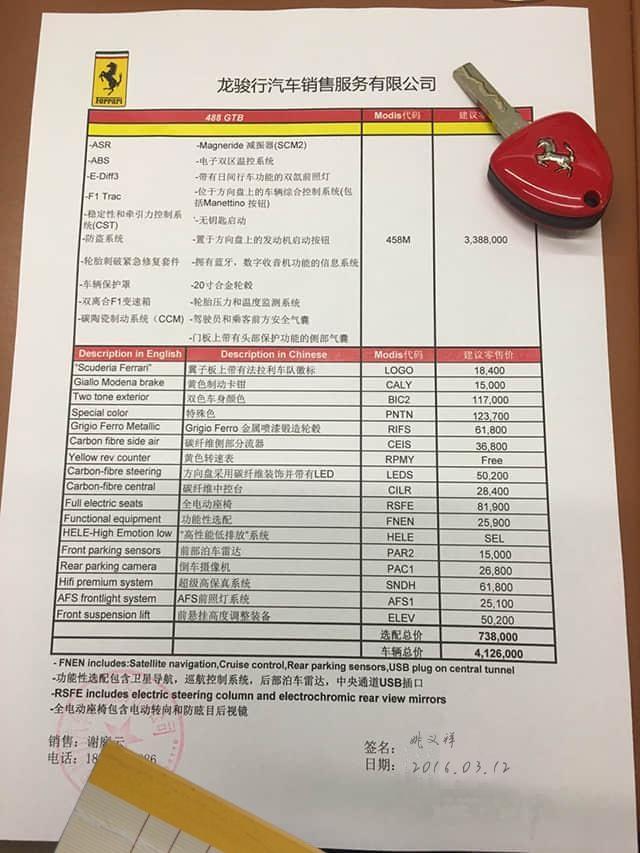 Ferrari
龙骏行汽车销售服务有限公司
488 GTB Modis代码 建议零
-ASR -Magneride 减振器(SCM2)
-ABS -电子双区温控系统
-E-Diff3 -带有日间行车功能的双氙前照灯
-F1 Trac -位于方向盘上的车辆综合控制系统(包括Manettino 按钮)
-稳定性和牵引力控制系统(CST) -无钥匙启动
-防盗系统 -置于方向盘上的发动机启动按钮 458M 3,388,000
-轮胎刺破紧急修复套件 -拥有蓝牙，数字收音机功能的信息系统
-车辆保护罩 -20寸合金轮毂
-双离合F1变速箱 -轮胎压力和温度监测系统
-碳陶瓷制动系统（CCM) -驾驶员和乘客前方安全气囊
-门板上带有头部保护功能的侧部气囊
Description in English Description in Chinese Modis代码 建议零售价
"Scuderia Ferrari" 翼子板上带有法拉利车队徽标 LOGO 18,400
Giallo Modena brake 黄色制动卡钳 CALY 15,000
Two tone exterior 双色车身颜色 BIC2 117,000
Special color 特殊色 PNTN 123,700
Grigio Ferro Metallic Grigio Ferro 金属喷漆锻造轮毂 RIFS 61,800
Carbon fibre side air 碳纤维侧部分流器 CEIS 36,800
Yellow rev counter 黄色转速表 RPMY Free
Carbon-fibre steering 方向盘采用碳纤维装饰并带有LED LEDS 50,200
Carbon-fibre central 碳纤维中控台 CILR 28,400
Full electric seats 全电动座椅 RSFE 81,900
Functional equipment 功能性选配 FNEN 25,900
HELE-High Emotion low “高性能低排放”系统 HELE SEL
Front parking sensors 前部泊车雷达 PAR2 15,000
Rear parking camera 倒车摄像机 PAC1 26,800
Hifi premium system 超级高保真系统 SNDH 61,800
AFS frontlight system AFS前照灯系统 AFS1 25,100
Front suspension lift 前悬挂高度调整装备 ELEV 50,200
选配总价 738,000
车辆总价 4,126,000
- FNEN includes:Satellite navigation,Cruise control,Rear parking sensors,USB plug on central tunnel
-功能性选配包含卫星导航，巡航控制系统，后部泊车雷达，中央通道USB插口
-RSFE includes electric steering column and electrochromic rear view mirrors
-全电动座椅包含电动转向和防眩目后视镜
销售：谢 云 签名： 姚义祥
电话：18 86 日期： 2016.03.12